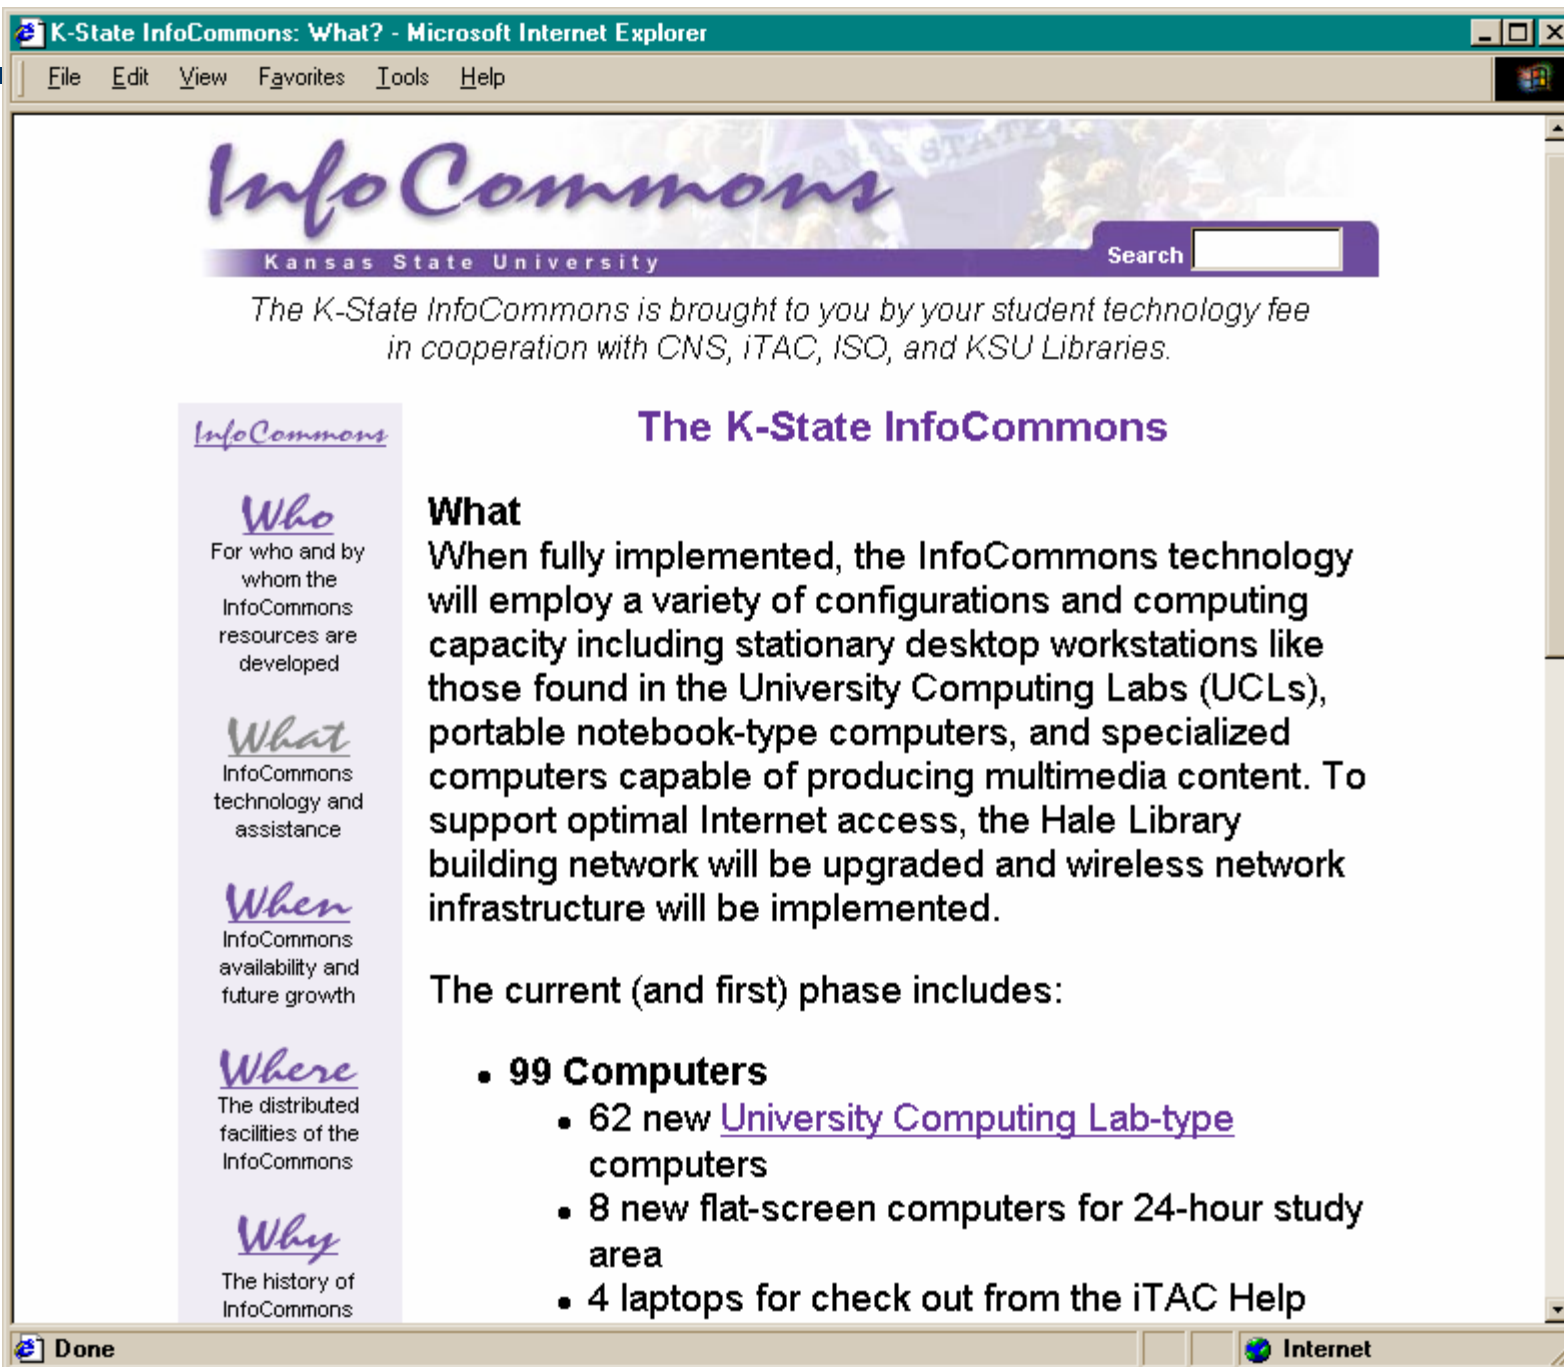 K-State InfoCommons: What? - Microsoft Internet Explorer
File Edit View Favorites Tools Help
InfoCommons
KANSAS STATE
Kansas State University
Search
The K-State InfoCommons is brought to you by your student technology fee
in cooperation with CNS, iTAC, ISO, and KSU Libraries.
InfoCommons
Who
For who and by
whom the
InfoCommons
resources are
developed
What
InfoCommons
technology and
assistance
When
InfoCommons
availability and
future growth
Where
The distributed
facilities of the
InfoCommons
Why
The history of
InfoCommons
The K-State InfoCommons
What
When fully implemented, the InfoCommons technology
will employ a variety of configurations and computing
capacity including stationary desktop workstations like
those found in the University Computing Labs (UCLs),
portable notebook-type computers, and specialized
computers capable of producing multimedia content. To
support optimal Internet access, the Hale Library
building network will be upgraded and wireless network
infrastructure will be implemented.
The current (and first) phase includes:
• 99 Computers
• 62 new University Computing Lab-type
computers
• 8 new flat-screen computers for 24-hour study
area
• 4 laptops for check out from the iTAC Help
Done
Internet